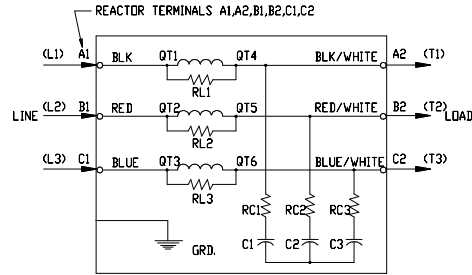 REACTOR TERMINALS A1,A2,B1,B2,C1,C2
(L1) A1 BLK QT1 QT4 BLK/WHITE A2 (T1)
RL1
LINE (L2) B1 RED QT2 QT5 RED/WHITE B2 (T2) LOAD
RL2
(L3) C1 BLUE QT3 QT6 BLUE/WHITE C2 (T3)
RL3
RC1 RC2 RC3
GRD. C1 C2 C3